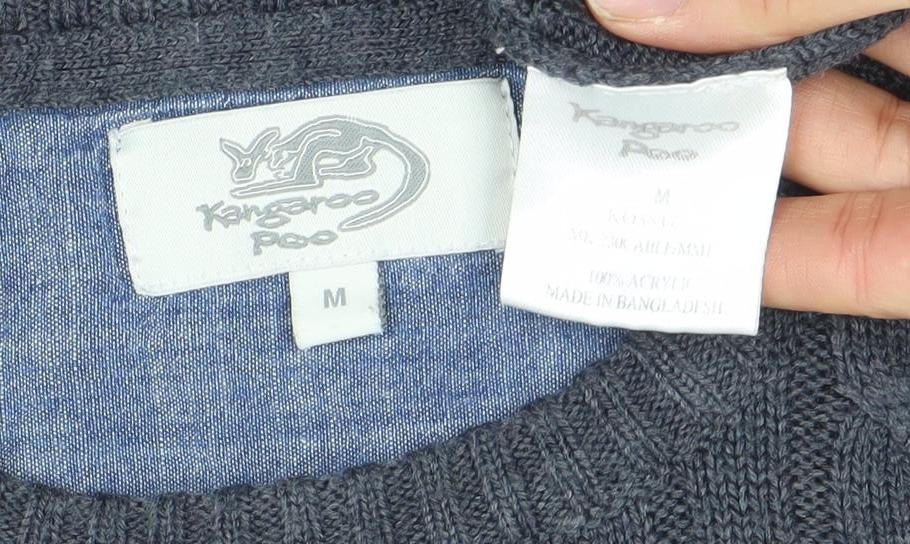 Kangaroo
Poo
M
Kangaroo
Poo
M
100% ACRYLIC
MADE IN BANGLADESH